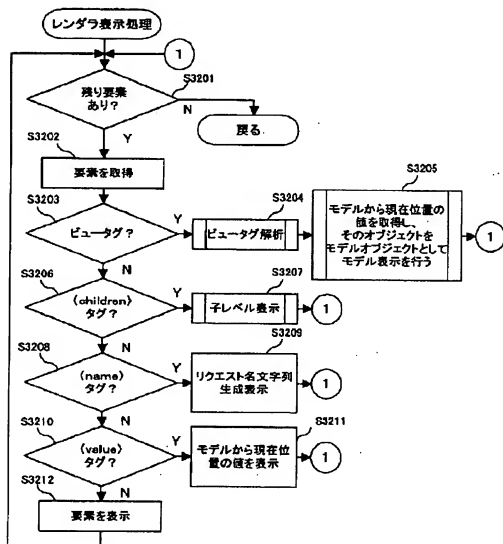 レンダラ表示処理
1
S3201
残り要素
あり？
N
戻る
Y
S3202
要素を取得
S3203
ビュータグ？
Y
S3204
ビュータグ解析
S3205
モデルから現在位置の
値を取得し、
そのオブジェクトを
モデルオブジェクトとして
モデル表示を行う
1
N
S3206
(children)
タグ？
Y
S3207
子レベル表示
1
N
S3208
(name)
タグ？
Y
S3209
リクエスト名文字列
生成表示
1
N
S3210
(value)
タグ？
Y
S3211
モデルから現在位
置の値を表示
1
N
S3212
要素を表示